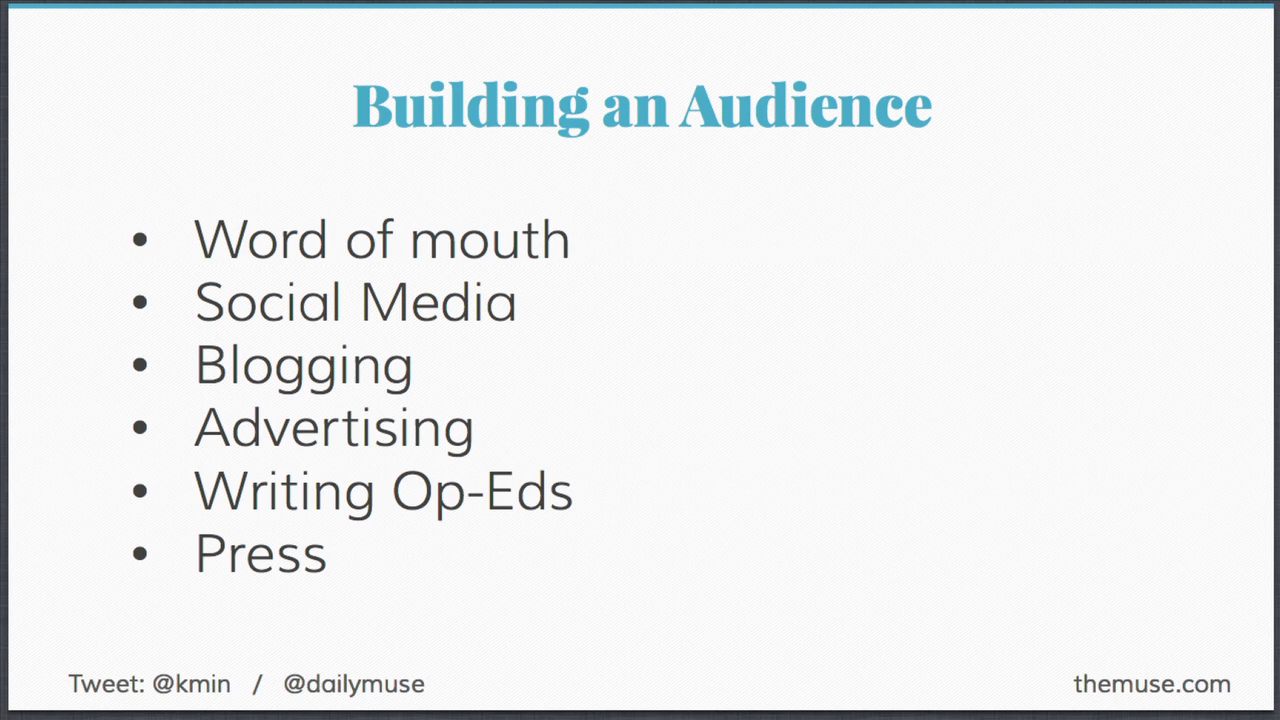 Building an Audience
• Word of mouth
• Social Media
• Blogging
• Advertising
• Writing Op-Eds
• Press
Tweet: @kmin / @dailymuse
themuse.com